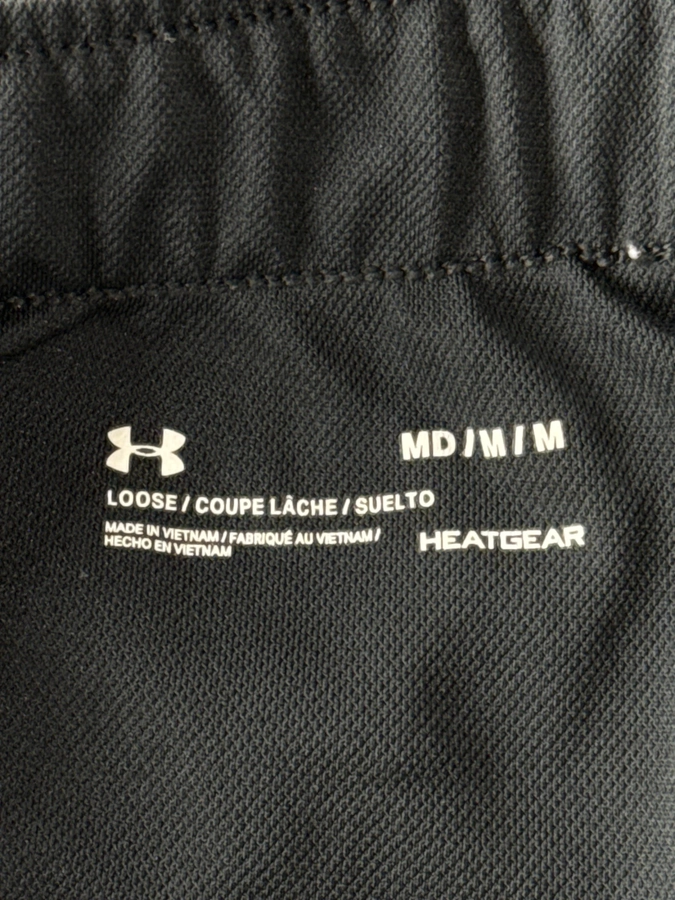 MD/M/M
LOOSE / COUPE LÂCHE / SUELTO
MADE IN VIETNAM / FABRIQUÉ AU VIETNAM /
HECHO EN VIETNAM
HEATGEAR